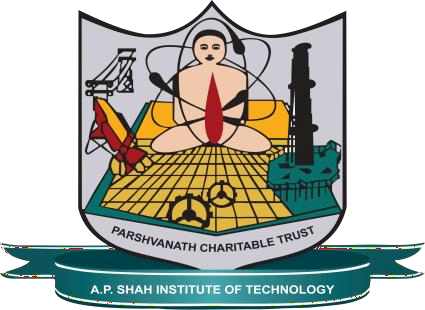 PARSHVANATH CHARITABLE TRUST
A.P. SHAH INSTITUTE OF TECHNOLOGY